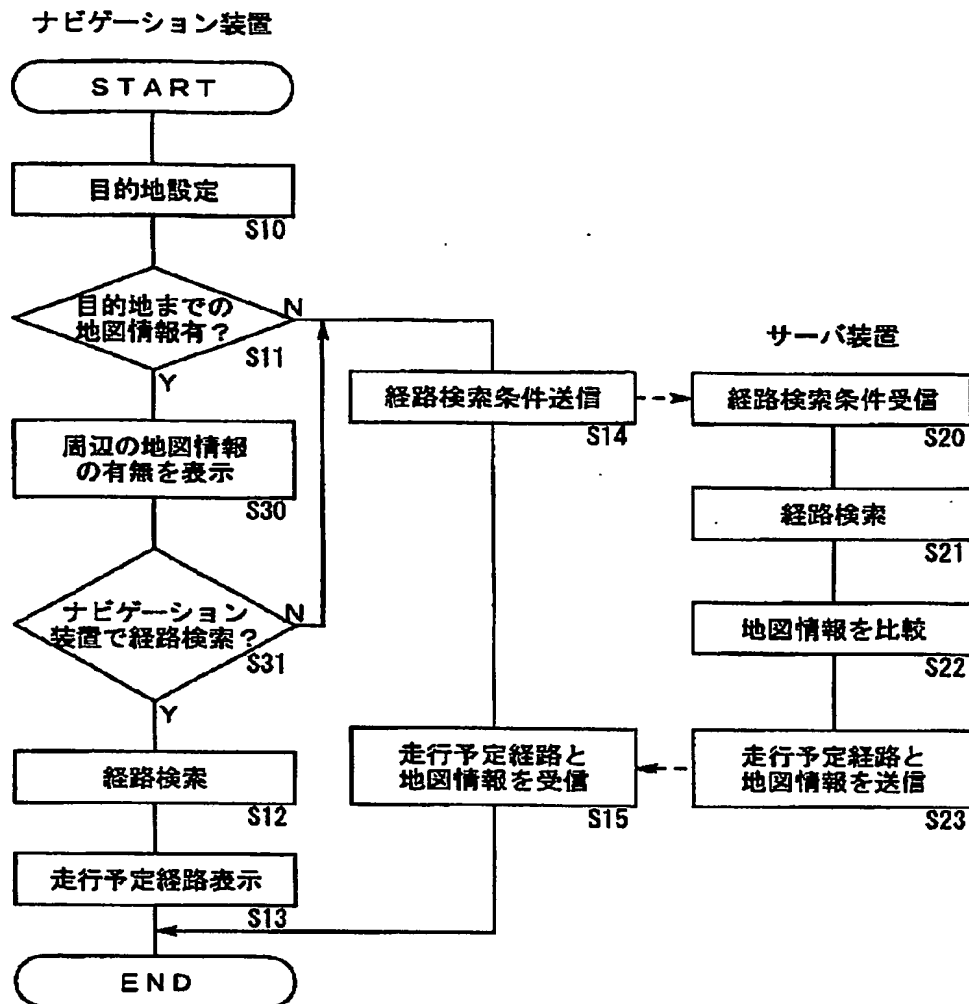 ナビゲーション装置
START
目的地設定
S10
目的地までの
地図情報有?
N
S11
Y
周辺の地図情報
の有無を表示
S30
ナビゲーション
装置で経路検索?
N
S31
Y
経路検索
S12
走行予定経路表示
S13
END
経路検索条件送信
S14
走行予定経路と
地図情報を受信
S15
サーバ装置
経路検索条件受信
S20
経路検索
S21
地図情報を比較
S22
走行予定経路と
地図情報を送信
S23